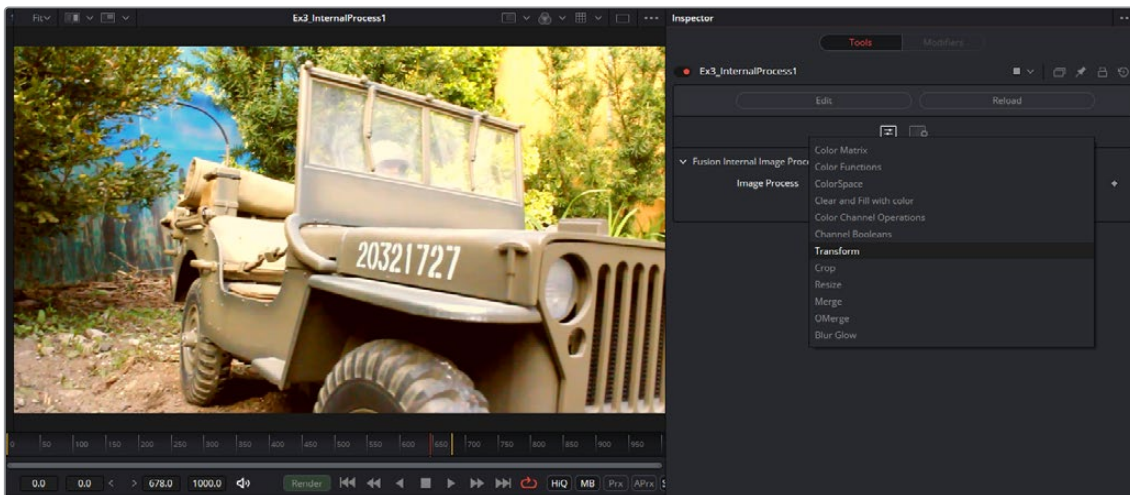 Fit
Ex3_InternalProcess1
Inspector
Tools
Modifiers
Ex3_InternalProcess1
Edit
Reload
Fusion Internal Image Proce
Image Process
Color Matrix
Color Functions
ColorSpace
Clear and Fill with color
Color Channel Operations
Channel Booleans
Transform
Crop
Resize
Merge
OMerge
Blur Glow
20321727
0 50 100 150 200 250 300 350 400 450 500 550 600 650 700 750 800 850 900 950
0.0 0.0 < > 678.0 1000.0 Render HiQ MB Prx APrx S